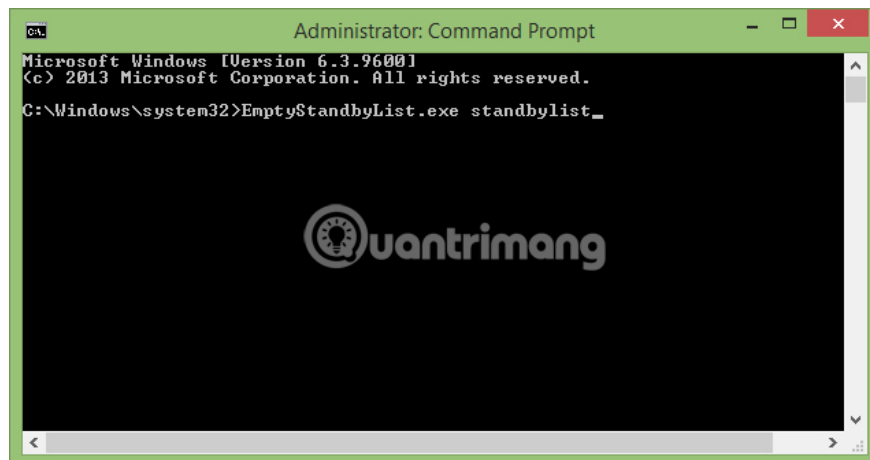 C:\.
Administrator: Command Prompt
Microsoft Windows [Version 6.3.9600]
(c) 2013 Microsoft Corporation. All rights reserved.
C:\Windows\system32>EmptyStandbyList.exe standbylist_
Quantrimang